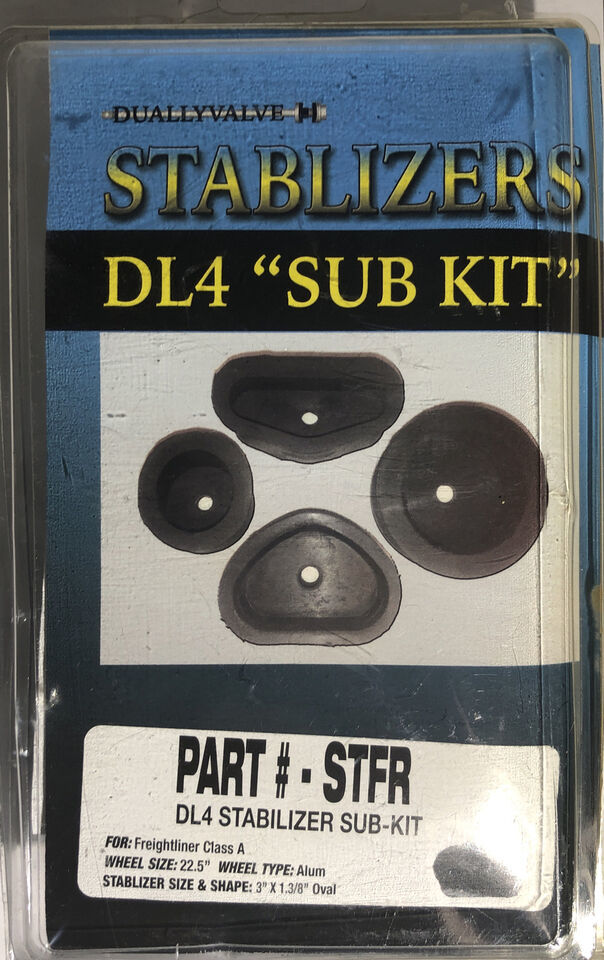 DUALLYVALVE
STABLIZERS
DL4 “SUB KIT”
PART # - STFR
DL4 STABILIZER SUB-KIT
FOR: Freightliner Class A
WHEEL SIZE: 22.5" WHEEL TYPE: Alum
STABLIZER SIZE & SHAPE: 3" X 1.3/8" Oval